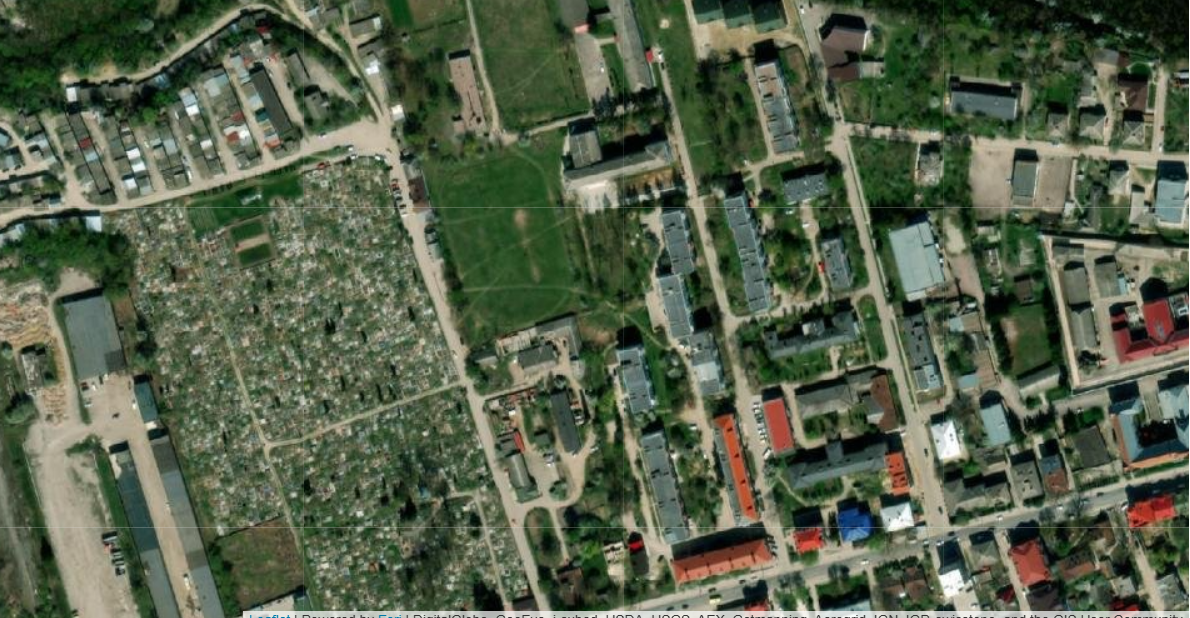 Leaflet | Powered by Esri | DigitalGlobe, GeoEye, i-cubed, USDA, USGS, AEX, Getmapping, Aerogrid, IGN, IGP, swisstopo, and the GIS User Community